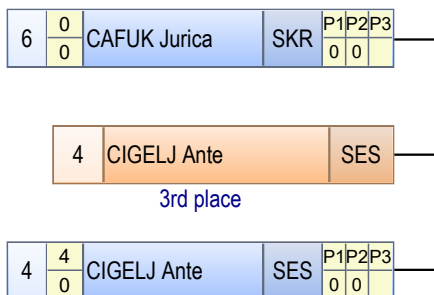 6 0 CAFUK Jurica SKR P1 P2 P3
0 0 0
4 CIGELJ Ante SES
3rd place
4 4 CIGELJ Ante SES P1 P2 P3
0 0 0